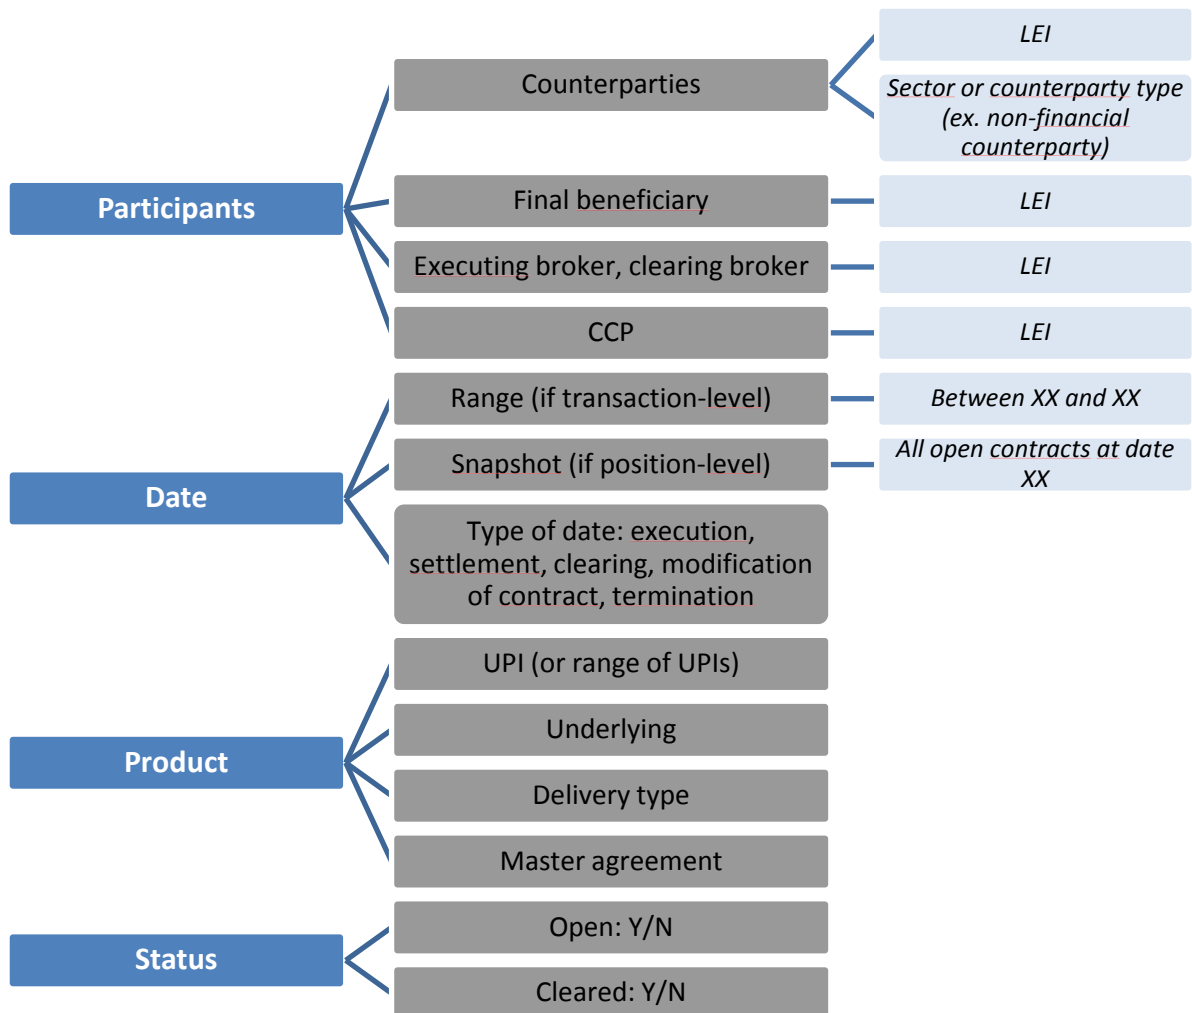 Participants
Counterparties
LEI
Sector or counterparty type
(ex. non-financial
counterparty)
Final beneficiary
LEI
Executing broker, clearing broker
LEI
CCP
LEI
Date
Range (if transaction-level)
Between XX and XX
Snapshot (if position-level)
All open contracts at date
XX
Type of date: execution,
settlement, clearing, modification
of contract, termination
Product
UPI (or range of UPIs)
Underlying
Delivery type
Master agreement
Status
Open: Y/N
Cleared: Y/N